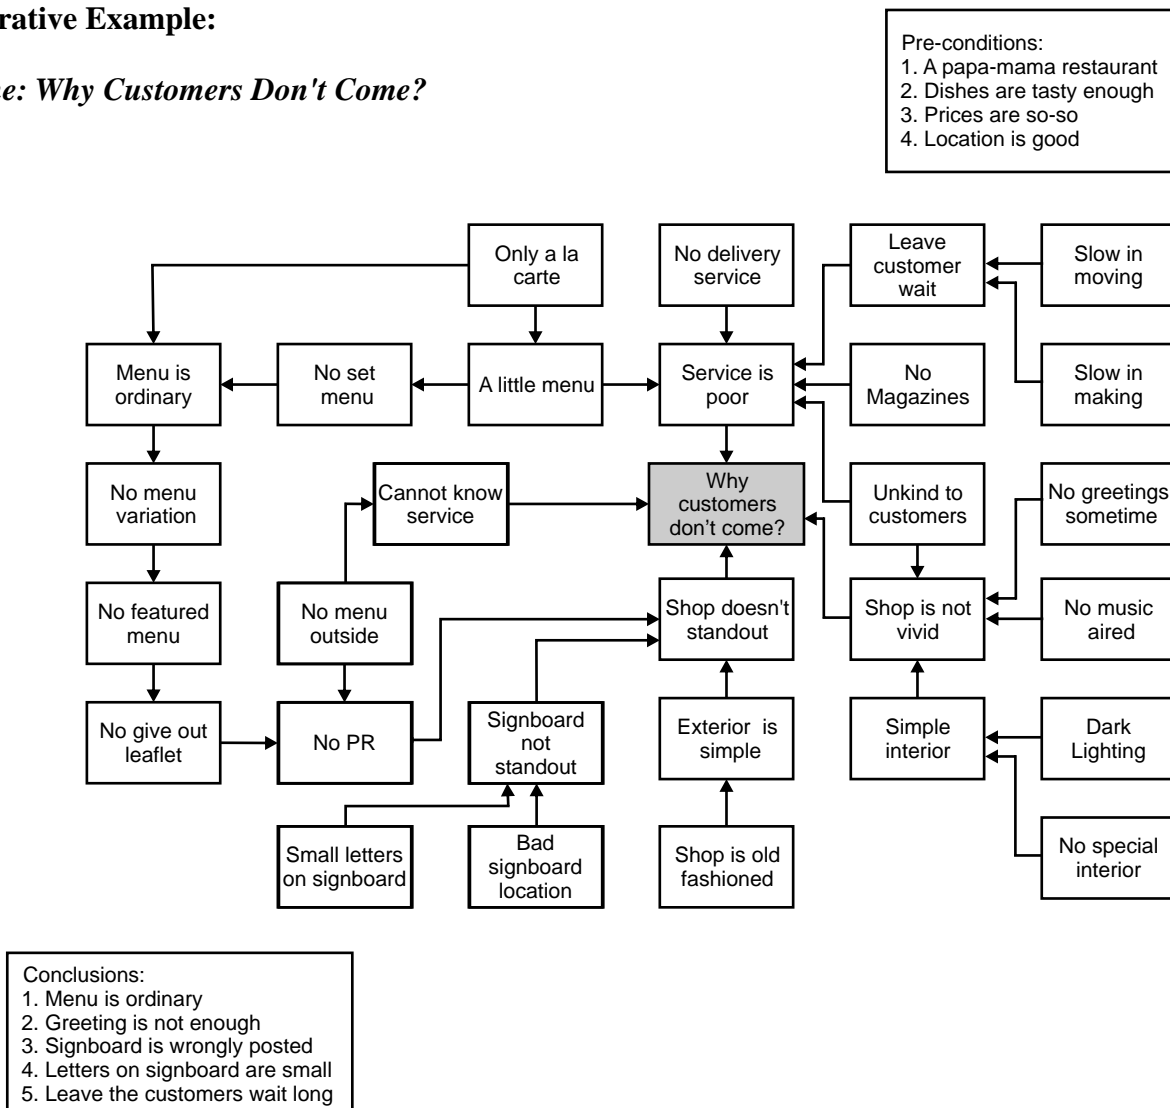 rative Example:
e: Why Customers Don't Come?
Pre-conditions:
1. A papa-mama restaurant
2. Dishes are tasty enough
3. Prices are so-so
4. Location is good
Only a la
carte
No delivery
service
Leave
customer
wait
Slow in
moving
Menu is
ordinary
No set
menu
A little menu
Service is
poor
No
Magazines
Slow in
making
No menu
variation
Cannot know
service
Why
customers
don’t come?
Unkind to
customers
No greetings
sometime
No featured
menu
No menu
outside
Shop doesn't
standout
Shop is not
vivid
No music
aired
No give out
leaflet
No PR
Signboard
not
standout
Exterior is
simple
Simple
interior
Dark
Lighting
Small letters
on signboard
Bad
signboard
location
Shop is old
fashioned
No special
interior
Conclusions:
1. Menu is ordinary
2. Greeting is not enough
3. Signboard is wrongly posted
4. Letters on signboard are small
5. Leave the customers wait long